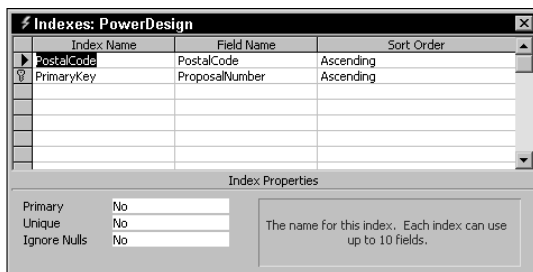 Indexes: PowerDesign
Index Name Field Name Sort Order
PostalCode PostalCode Ascending
PrimaryKey ProposalNumber Ascending
Index Properties
Primary No
Unique No
Ignore Nulls No
The name for this index. Each index can use
up to 10 fields.